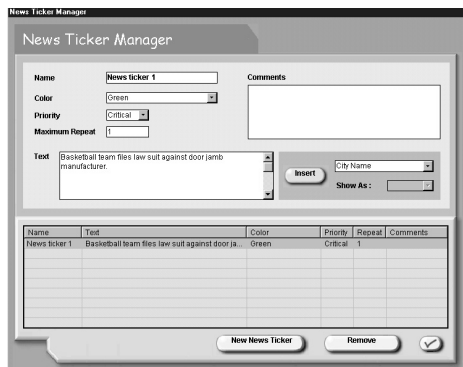 News Ticker Manager
News Ticker Manager
Name
News ticker 1
Comments
Color
Green
Priority
Critical
Maximum Repeat
1
Text
Basketball team files law suit against door jamb
manufacturer.
Insert
City Name
Show As :
Name Text Color Priority Repeat Comments
News ticker 1 Basketball team files law suit against door ja... Green Critical 1
New News Ticker
Remove